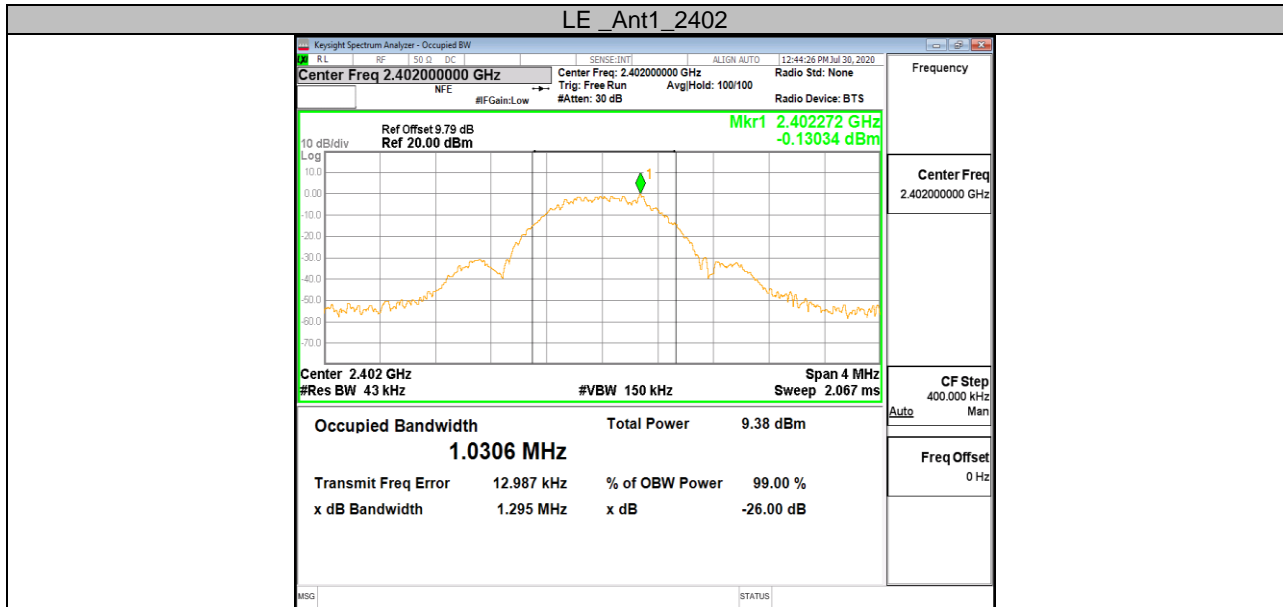 LE _Ant1_2402
Keysight Spectrum Analyzer - Occupied BW
LXI RL RF 50 Ω DC SENSE:INT ALIGN AUTO 12:44:26 PM Jul 30, 2020
Center Freq 2.402000000 GHz
Center Freq: 2.402000000 GHz Radio Std: None
NFE Trig: Free Run Avg|Hold: 100/100
#IFGain:Low #Atten: 30 dB Radio Device: BTS
Frequency
Mkr1 2.402272 GHz
-0.13034 dBm
Ref Offset 9.79 dB
10 dB/div Ref 20.00 dBm
Log
10.0
0.00
-10.0
-20.0
-30.0
-40.0
-50.0
-60.0
-70.0
1
Center 2.402 GHz Span 4 MHz
#Res BW 43 kHz #VBW 150 kHz Sweep 2.067 ms
Center Freq
2.402000000 GHz
CF Step
400.000 kHz
Auto Man
Freq Offset
0 Hz
Occupied Bandwidth Total Power 9.38 dBm
1.0306 MHz
Transmit Freq Error 12.987 kHz % of OBW Power 99.00 %
x dB Bandwidth 1.295 MHz x dB -26.00 dB
MSG STATUS